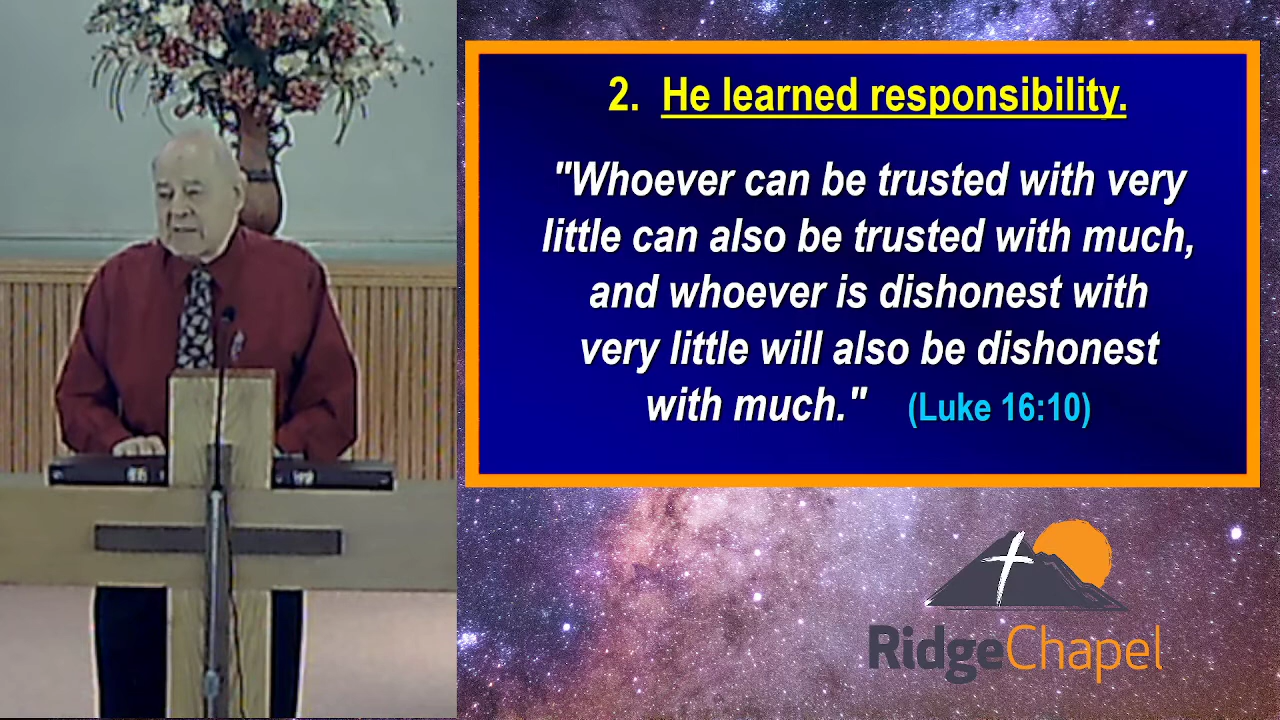 2. He learned responsibility.
"Whoever can be trusted with very
little can also be trusted with much,
and whoever is dishonest with
very little will also be dishonest
with much." (Luke 16:10)
RidgeChapel